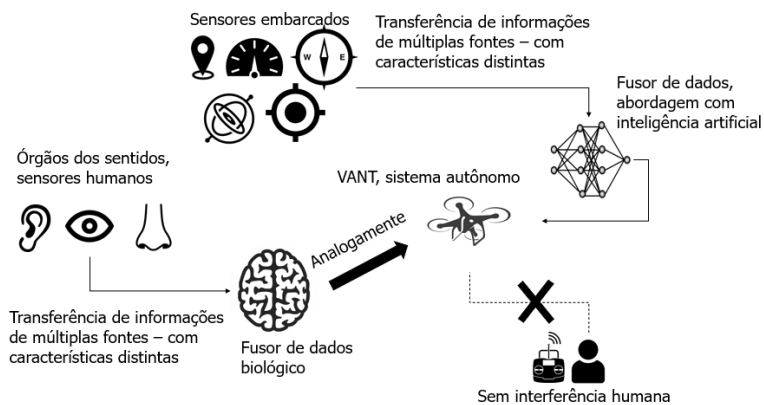 Sensores embarcados
Transferência de informações
de múltiplas fontes – com
características distintas
W E
Fusor de dados,
abordagem com
inteligência artificial
Órgãos dos sentidos,
sensores humanos
VANT, sistema autônomo
Analogamente
Transferência de informações
de múltiplas fontes – com
características distintas
Fusor de dados
biológico
Sem interferência humana